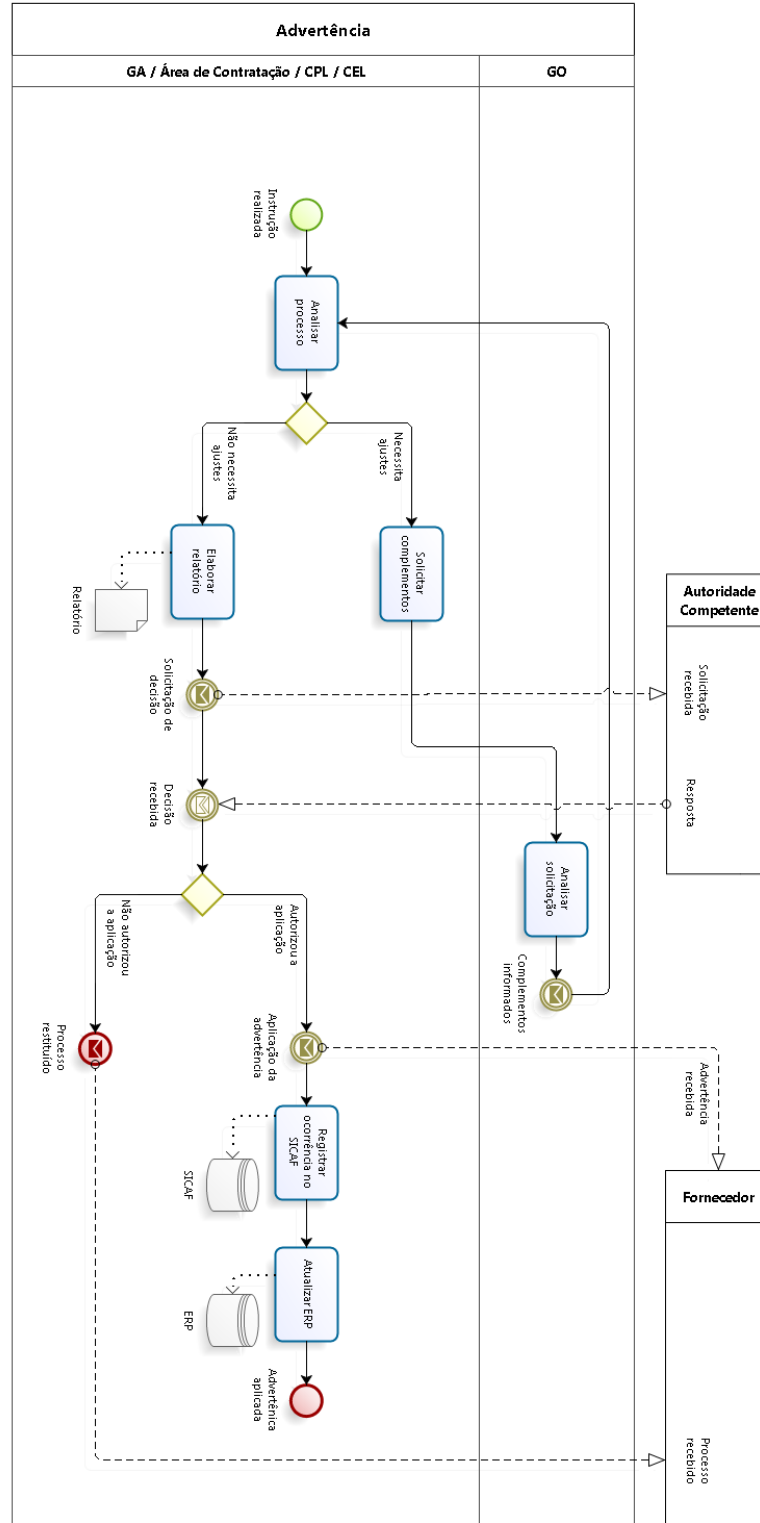 Advertência
GA / Área de Contratação / CPL / CEL
GO
Instrução
realizada
Analisar
processo
Necessita
ajustes
Não necessita
ajustes
Solicitar
complementos
Elaborar
relatório
Relatório
Autoridade
Competente
Solicitação de
decisão
Solicitação
recebida
Decisão
recebida
Resposta
Analisar
solicitação
Complementos
informados
Autorizou a
aplicação
Não autorizou
a aplicação
Aplicação da
advertência
Processo
restituído
Advertência
recebida
Registrar
ocorrência no
SICAF
SICAF
Fornecedor
Atualizar ERP
ERP
Advertênica
aplicada
Processo
recebido